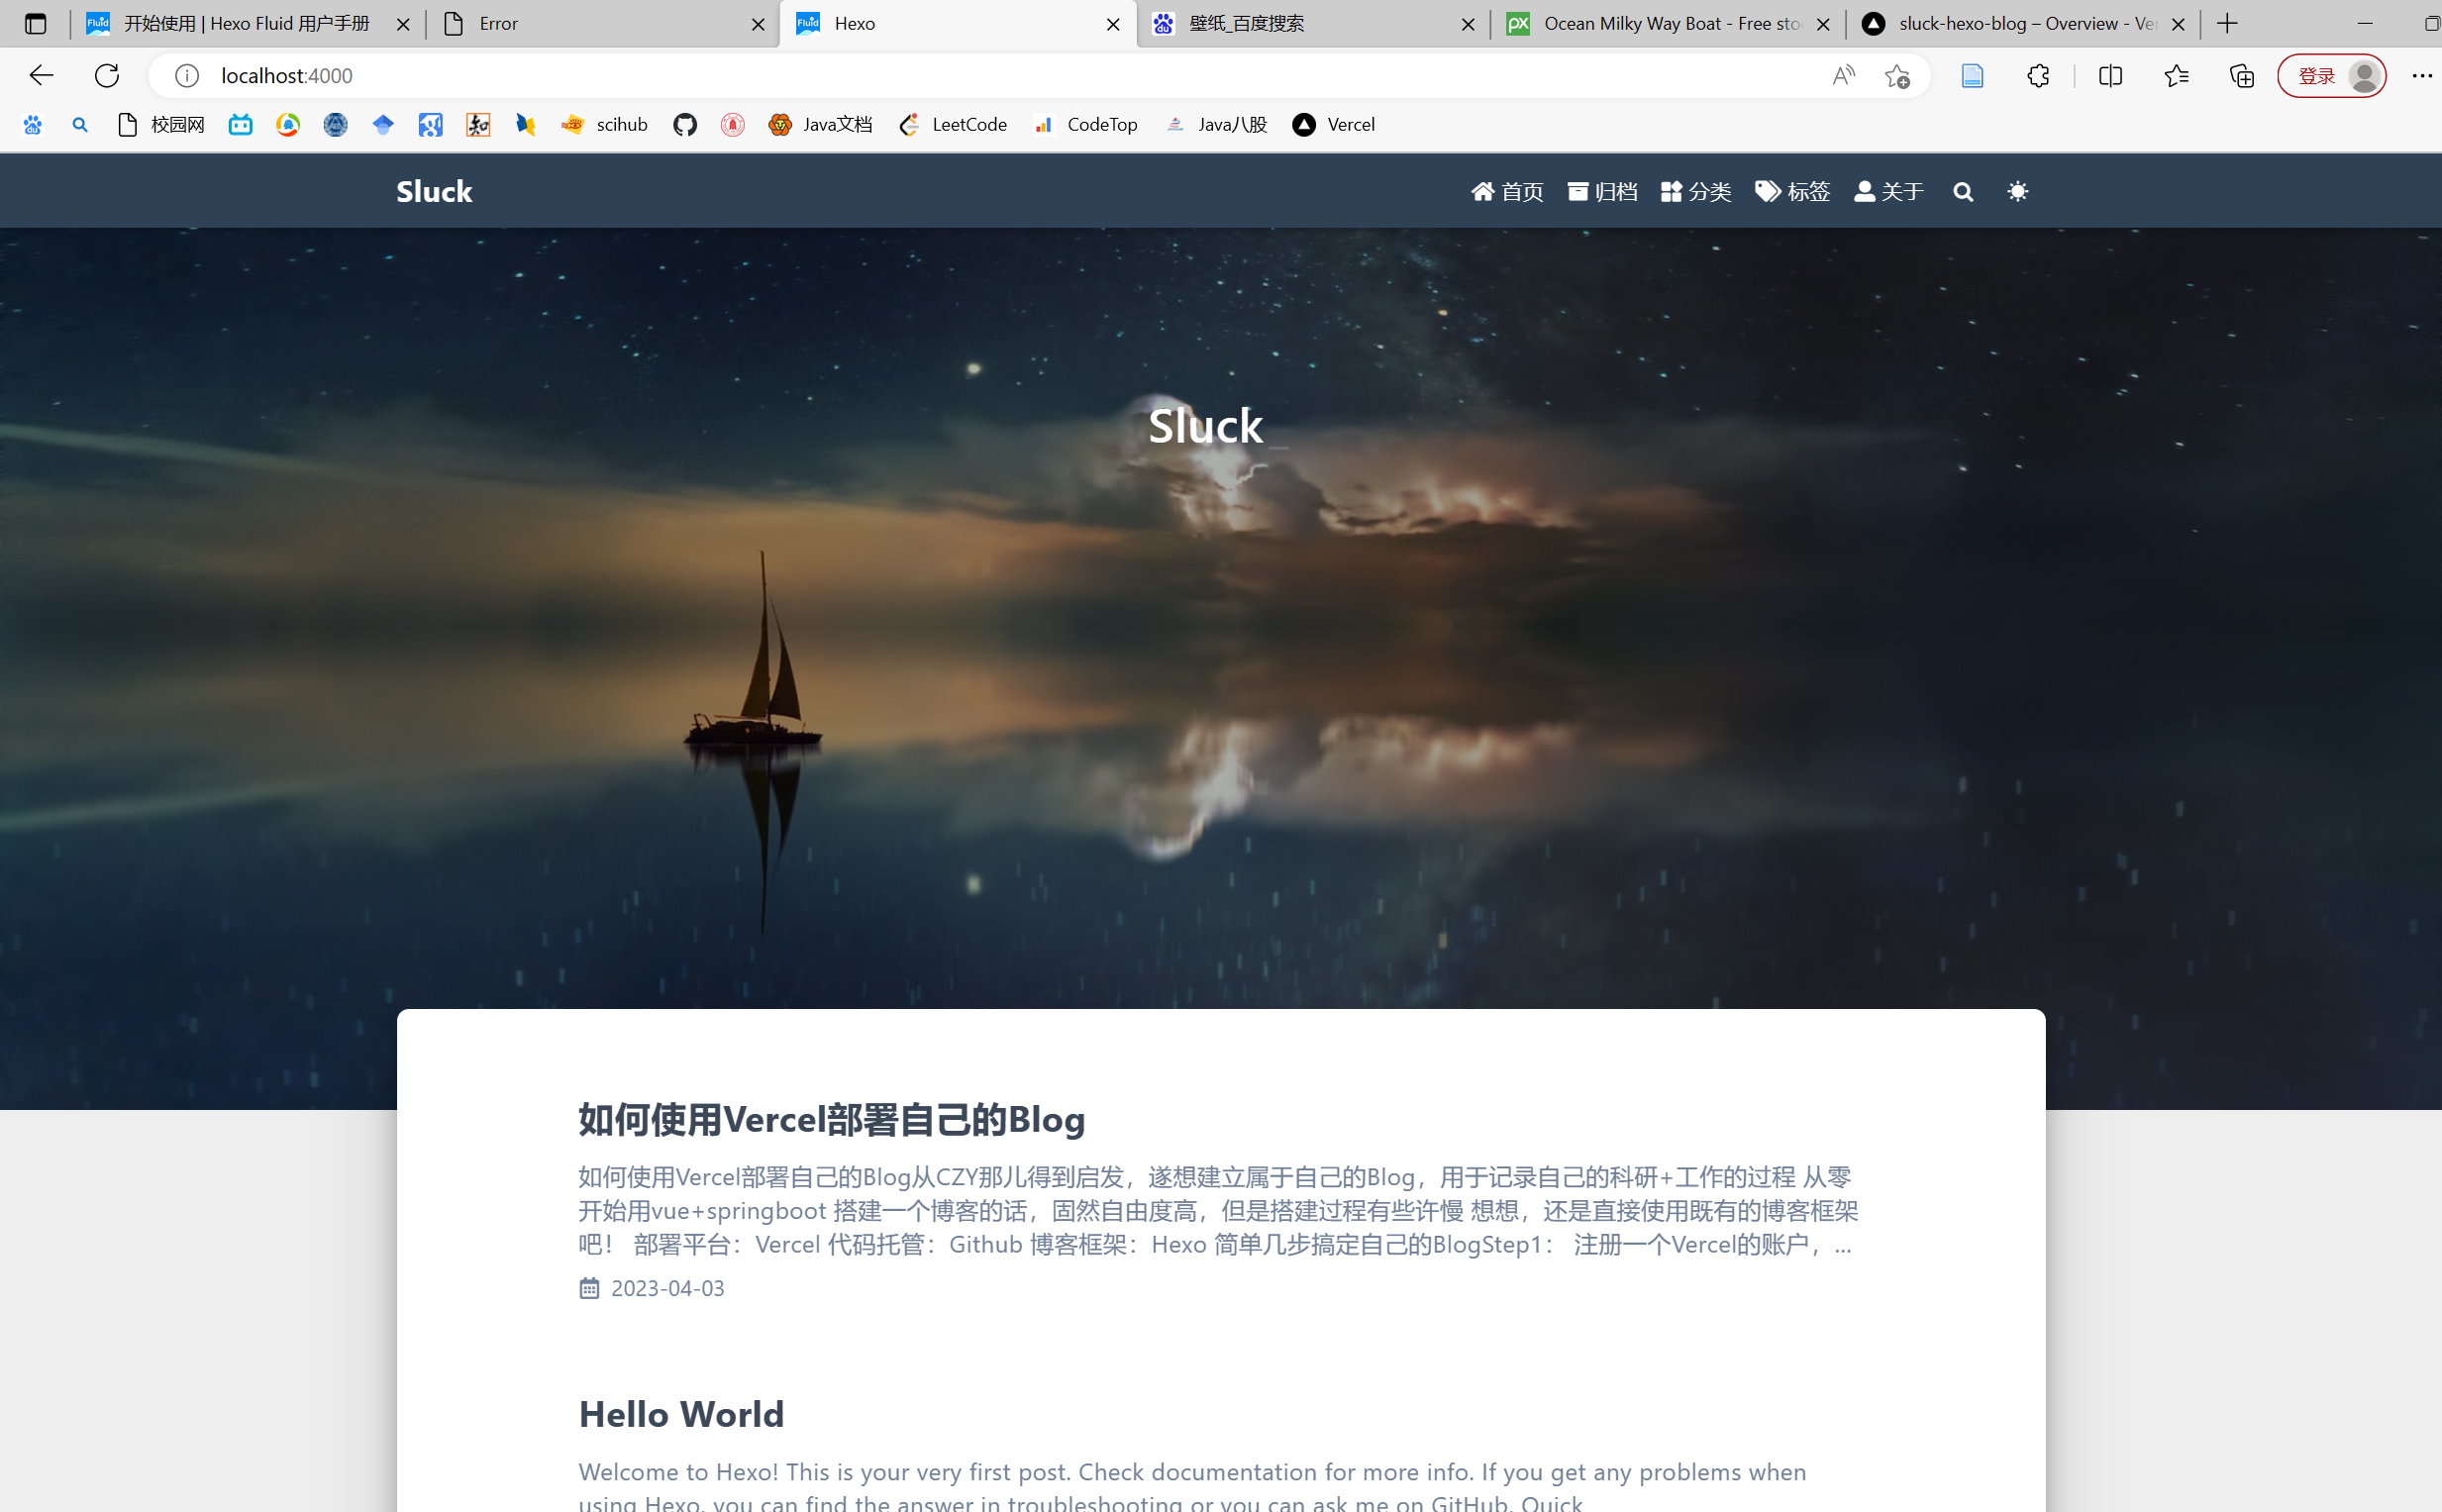 开始使用 | Hexo Fluid 用户手册
Error
Hexo
壁纸_百度搜索
Ocean Milky Way Boat - Free sto
sluck-hexo-blog – Overview - Ve
localhost:4000
登录
校园网
scihub
Java文档
LeetCode
CodeTop
Java八股
Vercel
Sluck
首页 归档 分类 标签 关于
Sluck_
如何使用Vercel部署自己的Blog
如何使用Vercel部署自己的Blog从CZY那儿得到启发，遂想建立属于自己的Blog，用于记录自己的科研+工作的过程 从零
开始用vue+springboot 搭建一个博客的话，固然自由度高，但是搭建过程有些许慢 想想，还是直接使用既有的博客框架
吧！ 部署平台：Vercel 代码托管：Github 博客框架：Hexo 简单几步搞定自己的BlogStep1： 注册一个Vercel的账户，...
2023-04-03
Hello World
Welcome to Hexo! This is your very first post. Check documentation for more info. If you get any problems when
using Hexo, you can find the answer in troubleshooting or you can ask me on GitHub. Quick